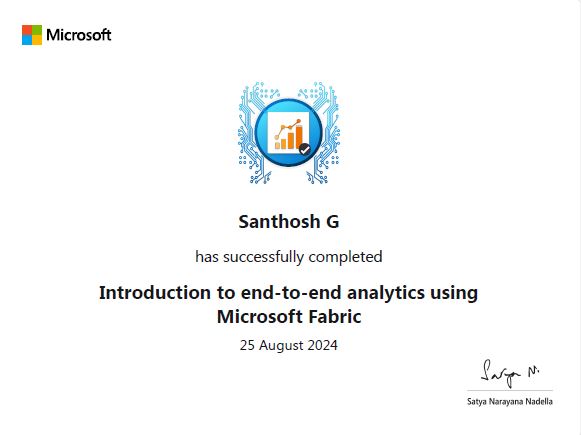 Microsoft
Santhosh G
has successfully completed
Introduction to end-to-end analytics using
Microsoft Fabric
25 August 2024
Satya N.
Satya Narayana Nadella